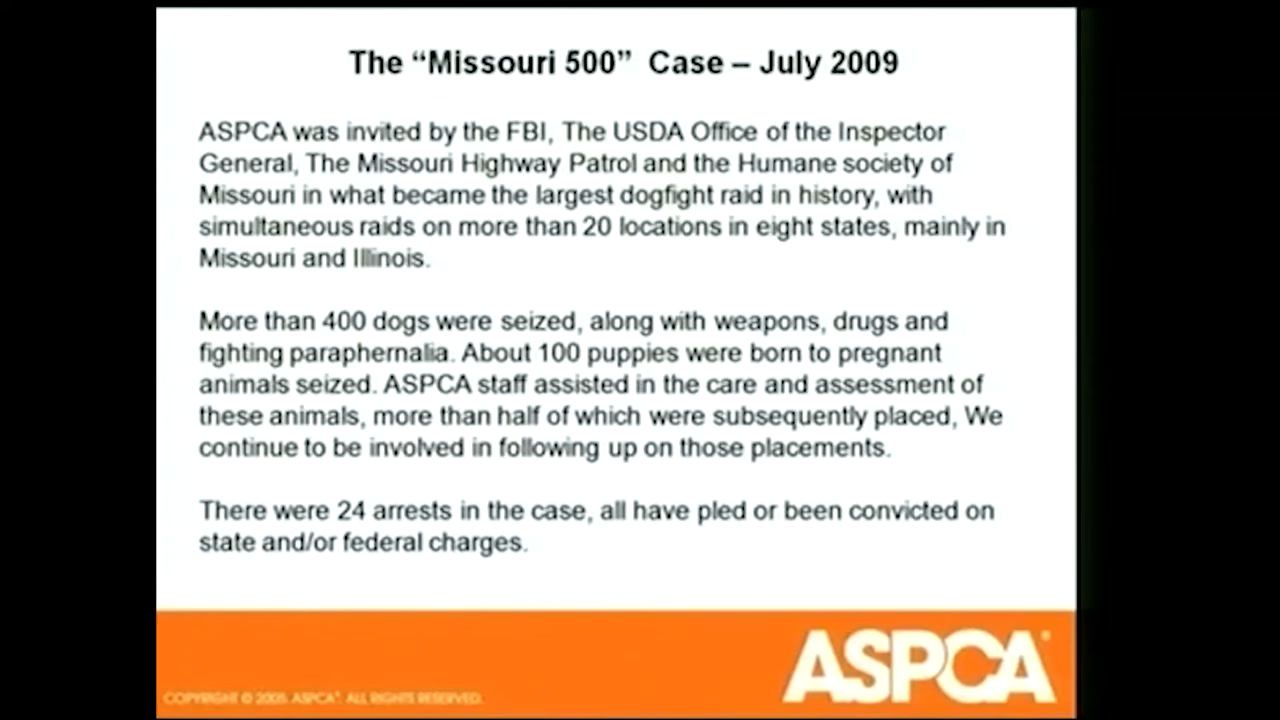 The “Missouri 500” Case – July 2009
ASPCA was invited by the FBI, The USDA Office of the Inspector
General, The Missouri Highway Patrol and the Humane society of
Missouri in what became the largest dogfight raid in history, with
simultaneous raids on more than 20 locations in eight states, mainly in
Missouri and Illinois.
More than 400 dogs were seized, along with weapons, drugs and
fighting paraphernalia. About 100 puppies were born to pregnant
animals seized. ASPCA staff assisted in the care and assessment of
these animals, more than half of which were subsequently placed, We
continue to be involved in following up on those placements.
There were 24 arrests in the case, all have pled or been convicted on
state and/or federal charges.
ASPCA®
COPYRIGHT © 2005. ASPCA®. ALL RIGHTS RESERVED.